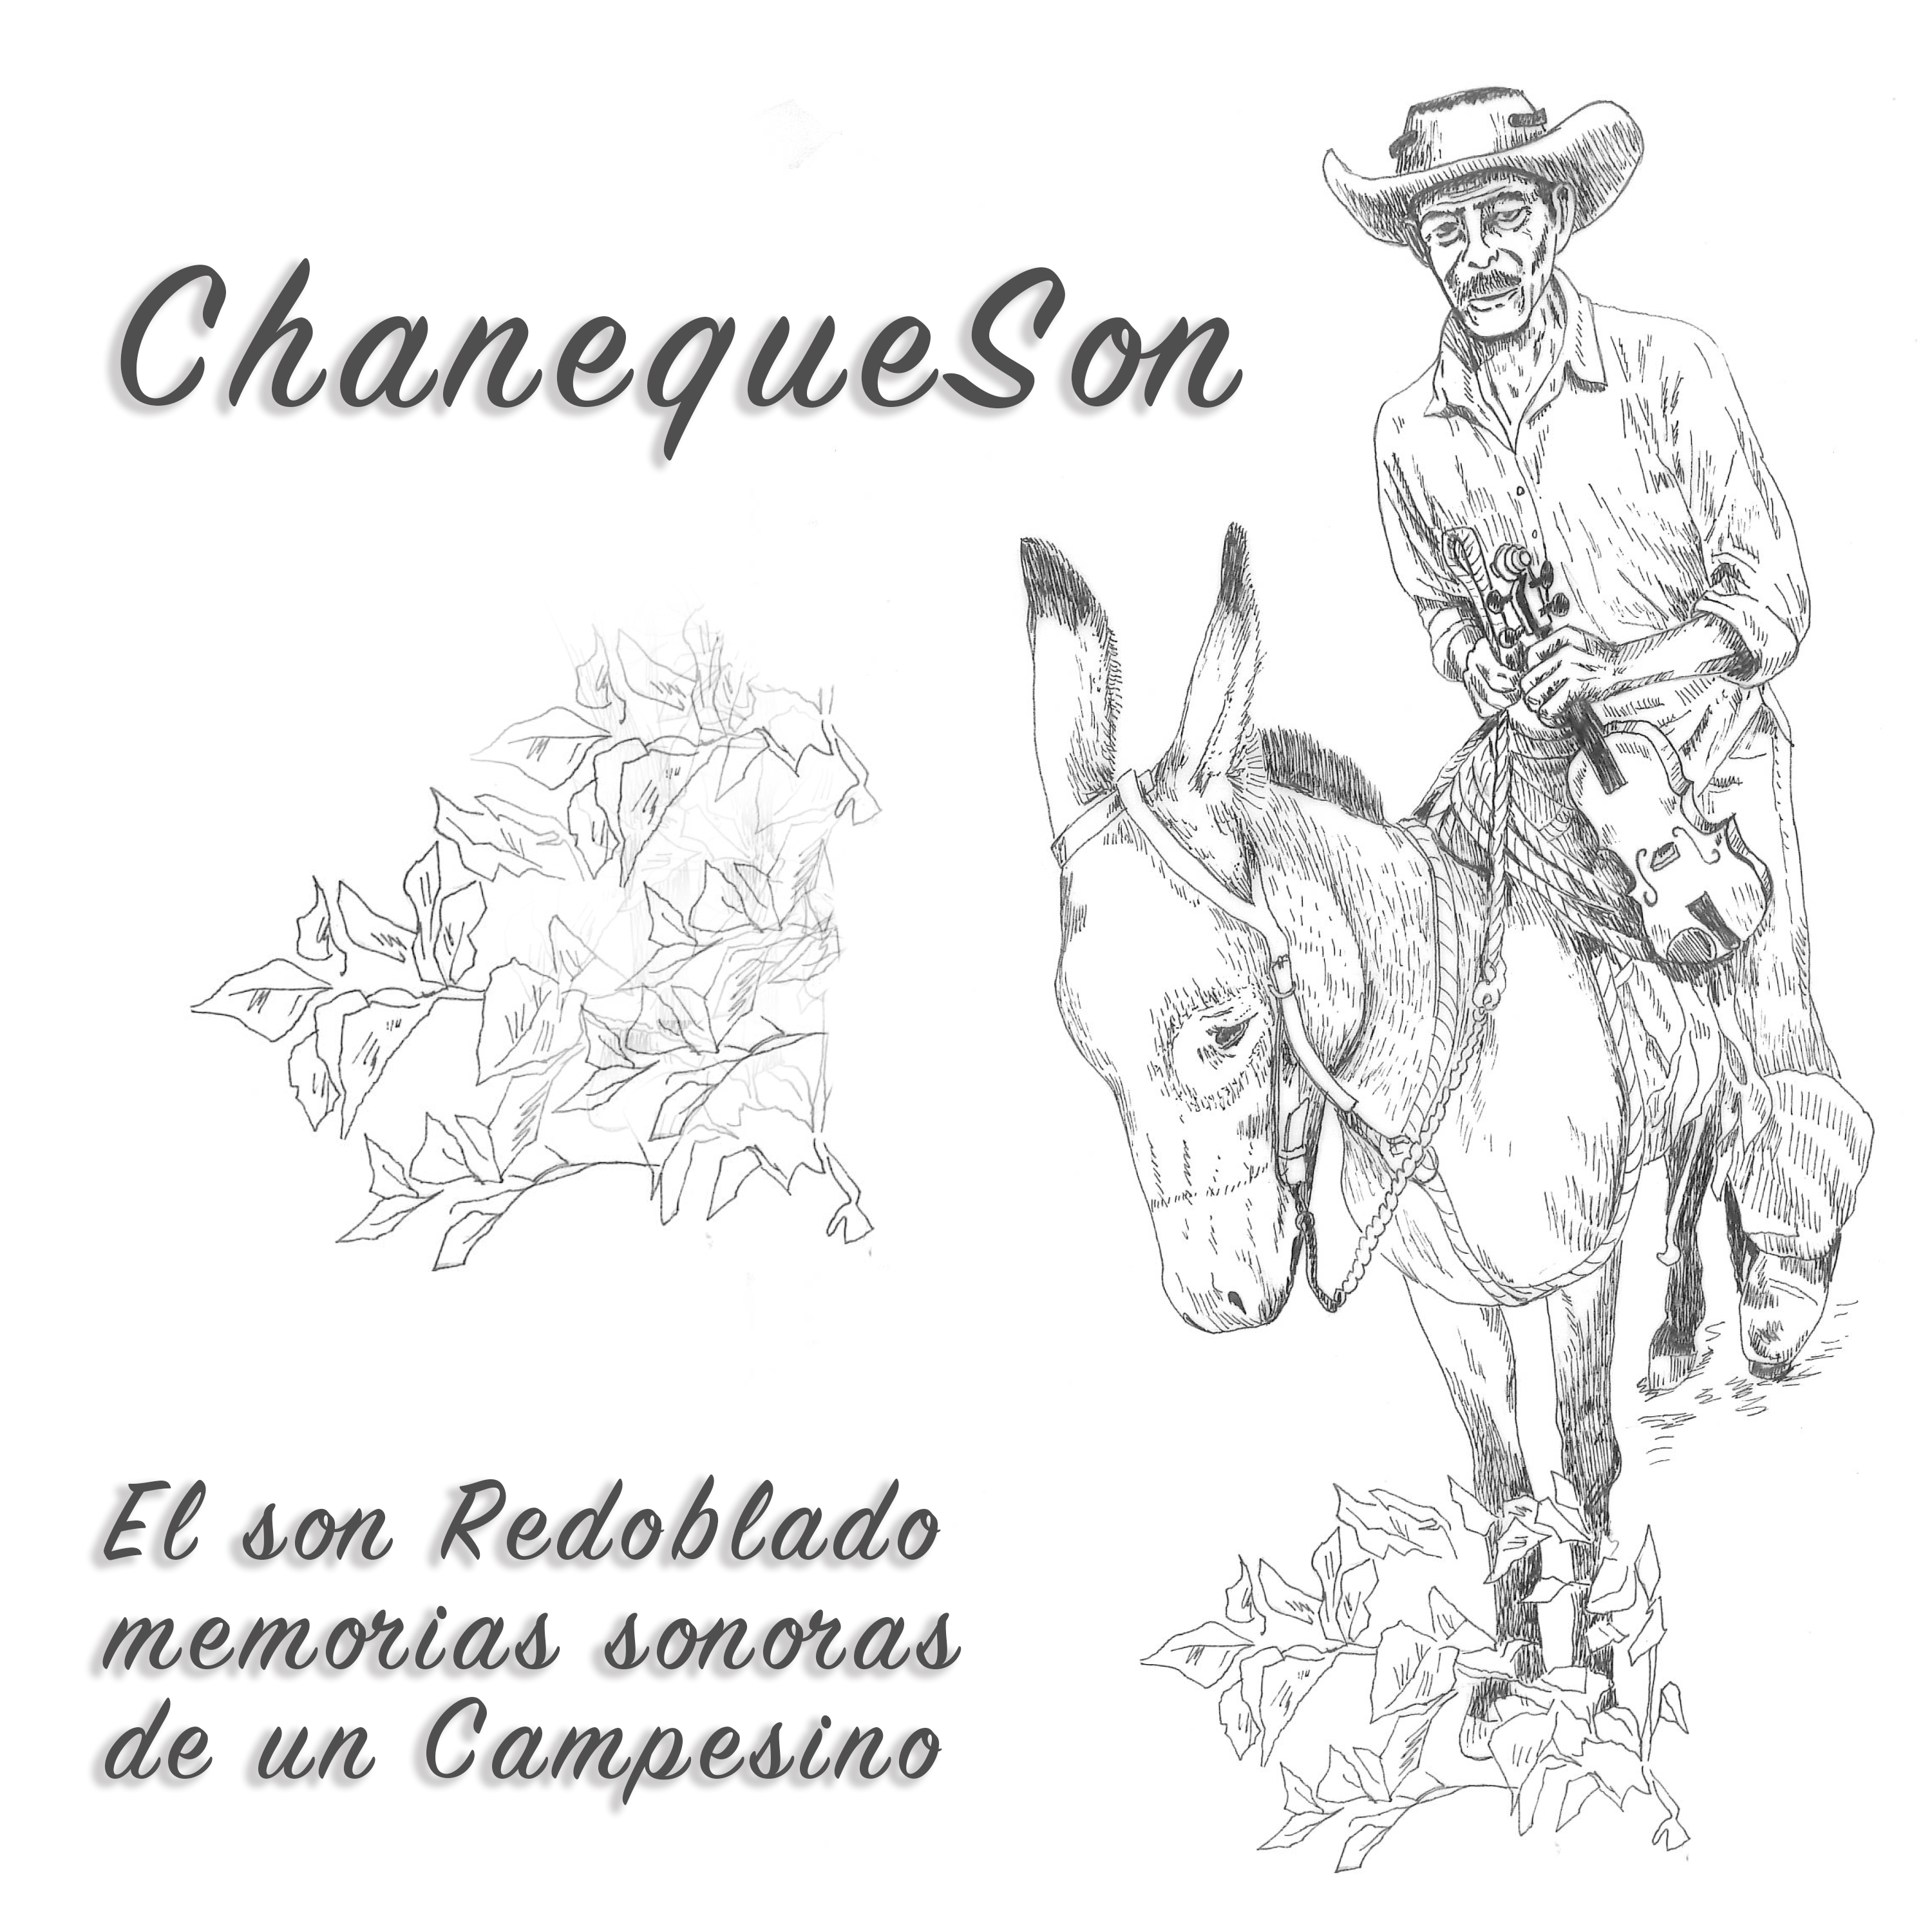 ChanequeSon
El son Redoblado
memorias sonoras
de un Campesino